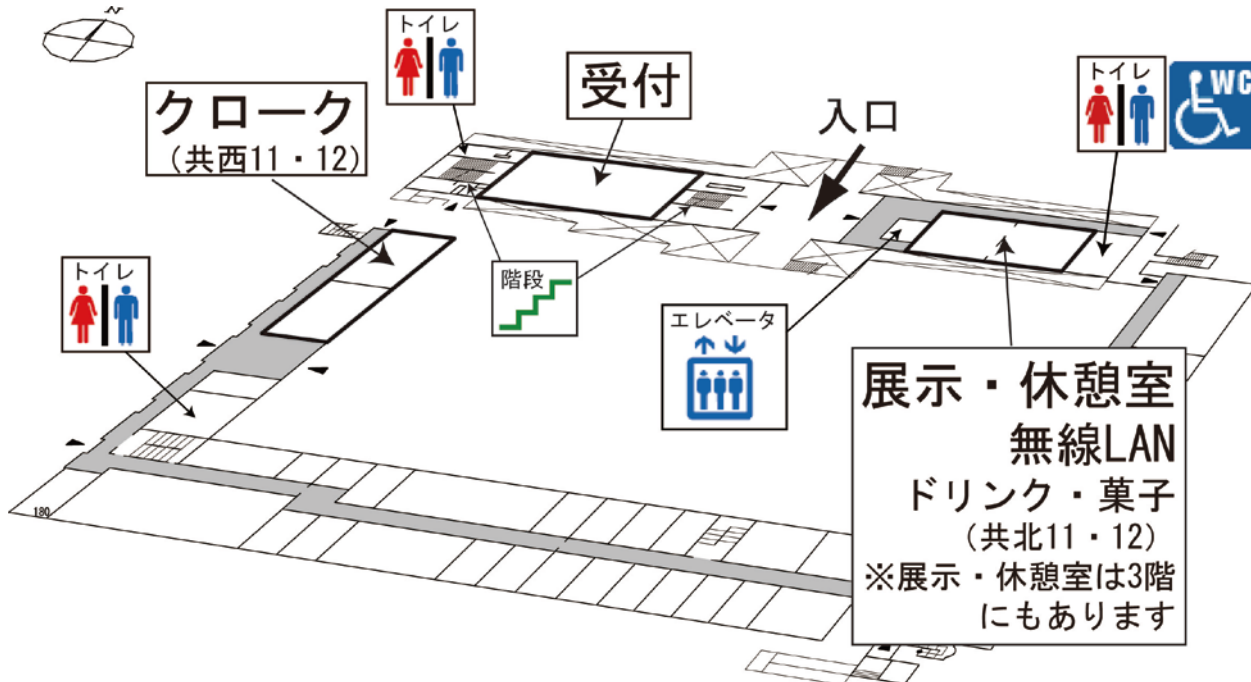 N
トイレ
受付
クローク
(共西11・12)
入口
トイレ
WC
トイレ
階段
エレベータ
展示・休憩室
無線LAN
ドリンク・菓子
(共北11・12)
※展示・休憩室は3階
にもあります
180